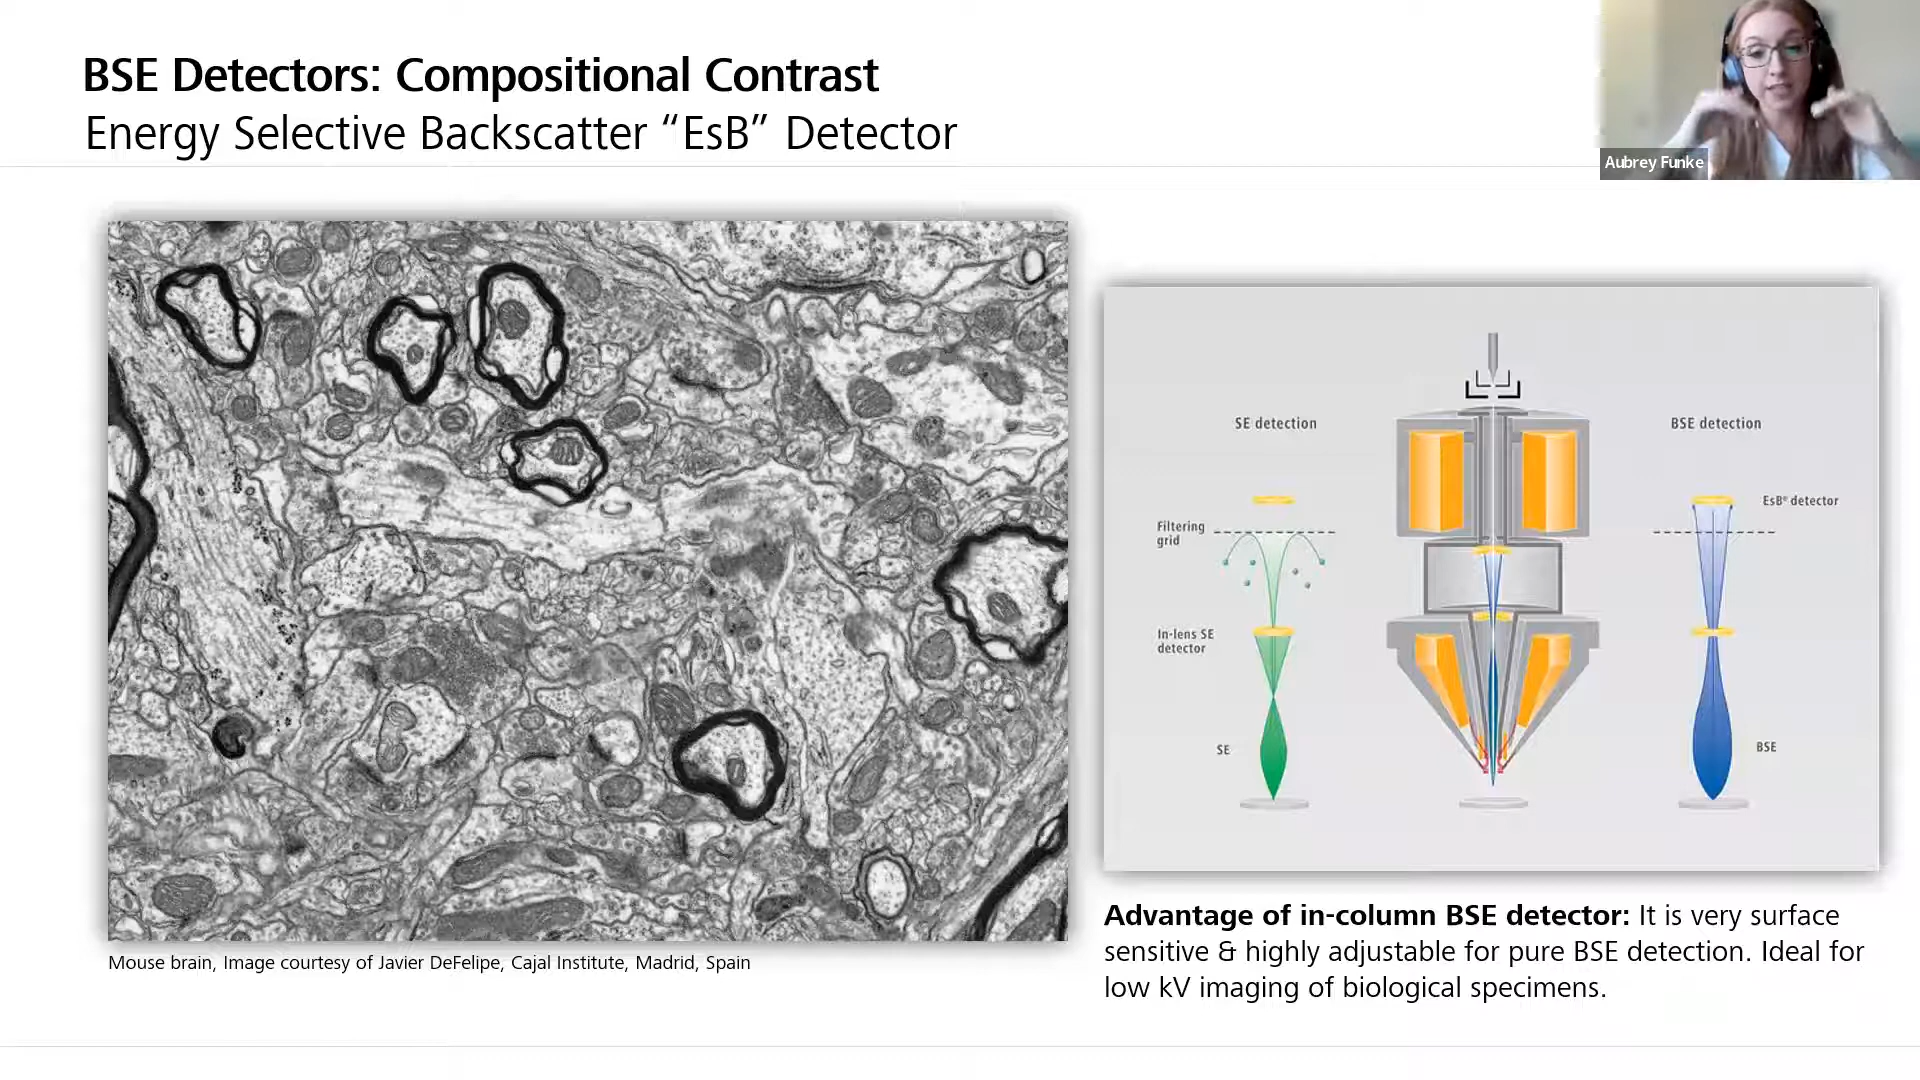 BSE Detectors: Compositional Contrast
Energy Selective Backscatter “EsB” Detector
Aubrey Funke
SE detection
BSE detection
EsB® detector
Filtering
grid
In-lens SE
detector
SE
BSE
Advantage of in-column BSE detector: It is very surface
sensitive & highly adjustable for pure BSE detection. Ideal for
low kV imaging of biological specimens.
Mouse brain, Image courtesy of Javier DeFelipe, Cajal Institute, Madrid, Spain